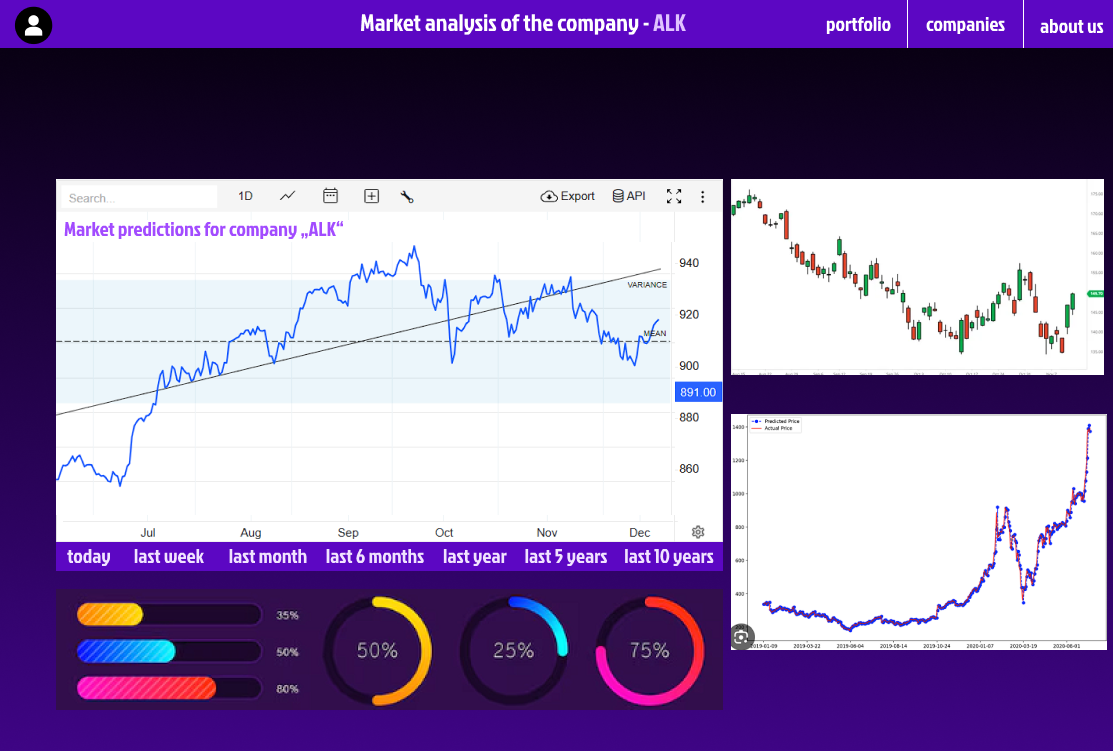 Market analysis of the company - ALK
portfolio
companies
about us
Search...
1D
Export
API
Market predictions for company „ALK“
940
VARIANCE
920
MEAN
900
891.00
880
860
Jul Aug Sep Oct Nov Dec
today last week last month last 6 months last year last 5 years last 10 years
35%
50%
80%
50%
25%
75%
Predicted Price
Actual Price
1400
1200
1000
800
600
400
2019-01-09 2019-03-22 2019-06-04 2019-08-14 2019-10-24 2020-01-07 2020-03-19 2020-06-01